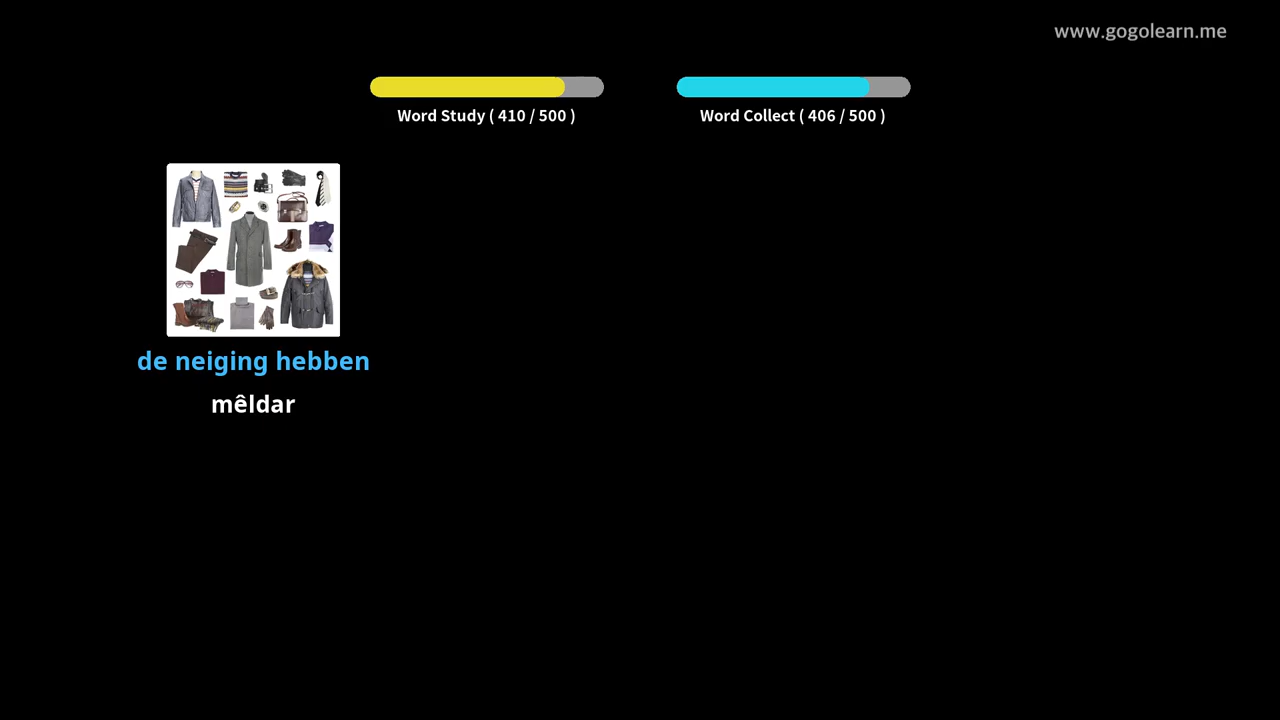 www.gogolearn.me
Word Study ( 410 / 500 )
Word Collect ( 406 / 500 )
de neiging hebben
mêldar